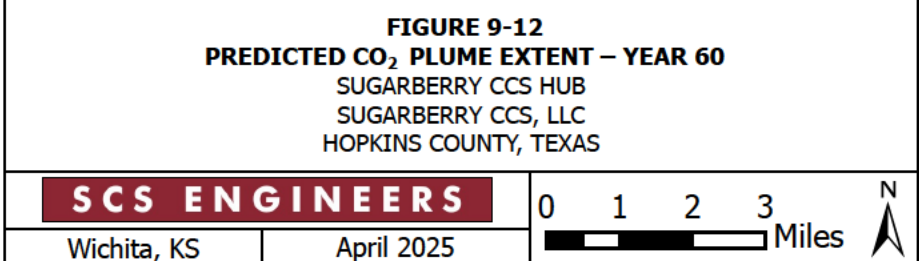 FIGURE 9-12
PREDICTED CO₂ PLUME EXTENT – YEAR 60
SUGARBERRY CCS HUB
SUGARBERRY CCS, LLC
HOPKINS COUNTY, TEXAS
SCS ENGINEERS
Wichita, KS
April 2025
0 1 2 3
Miles
N